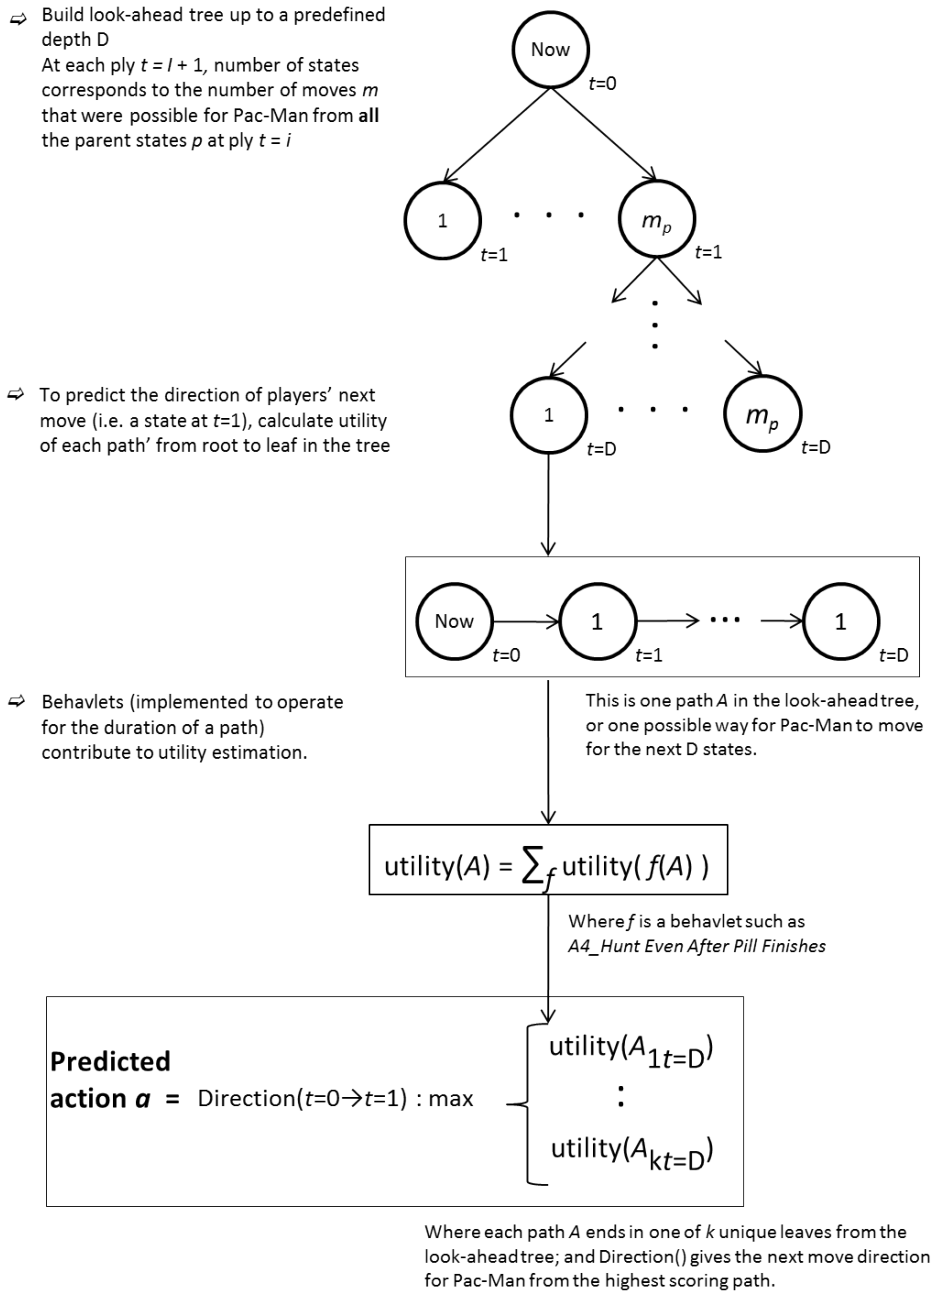 ⇨ Build look-ahead tree up to a predefined
depth D
At each ply t = I + 1, number of states
corresponds to the number of moves m
that were possible for Pac-Man from all
the parent states p at ply t = i
Now
t=0
1
t=1
. . .
m_p
t=1
⇨ To predict the direction of players’ next
move (i.e. a state at t=1), calculate utility
of each path’ from root to leaf in the tree
1
t=D
. . .
m_p
t=D
Now
t=0
1
t=1
...
1
t=D
This is one path A in the look-ahead tree,
or one possible way for Pac-Man to move
for the next D states.
⇨ Behavlets (implemented to operate
for the duration of a path)
contribute to utility estimation.
utility(A) = ∑_f utility( f(A) )
Where f is a behavlet such as
A4_Hunt Even After Pill Finishes
Predicted
action a = Direction(t=0→t=1) : max
utility(A_1t=D)
:
utility(A_kt=D)
Where each path A ends in one of k unique leaves from the
look-ahead tree; and Direction() gives the next move direction
for Pac-Man from the highest scoring path.